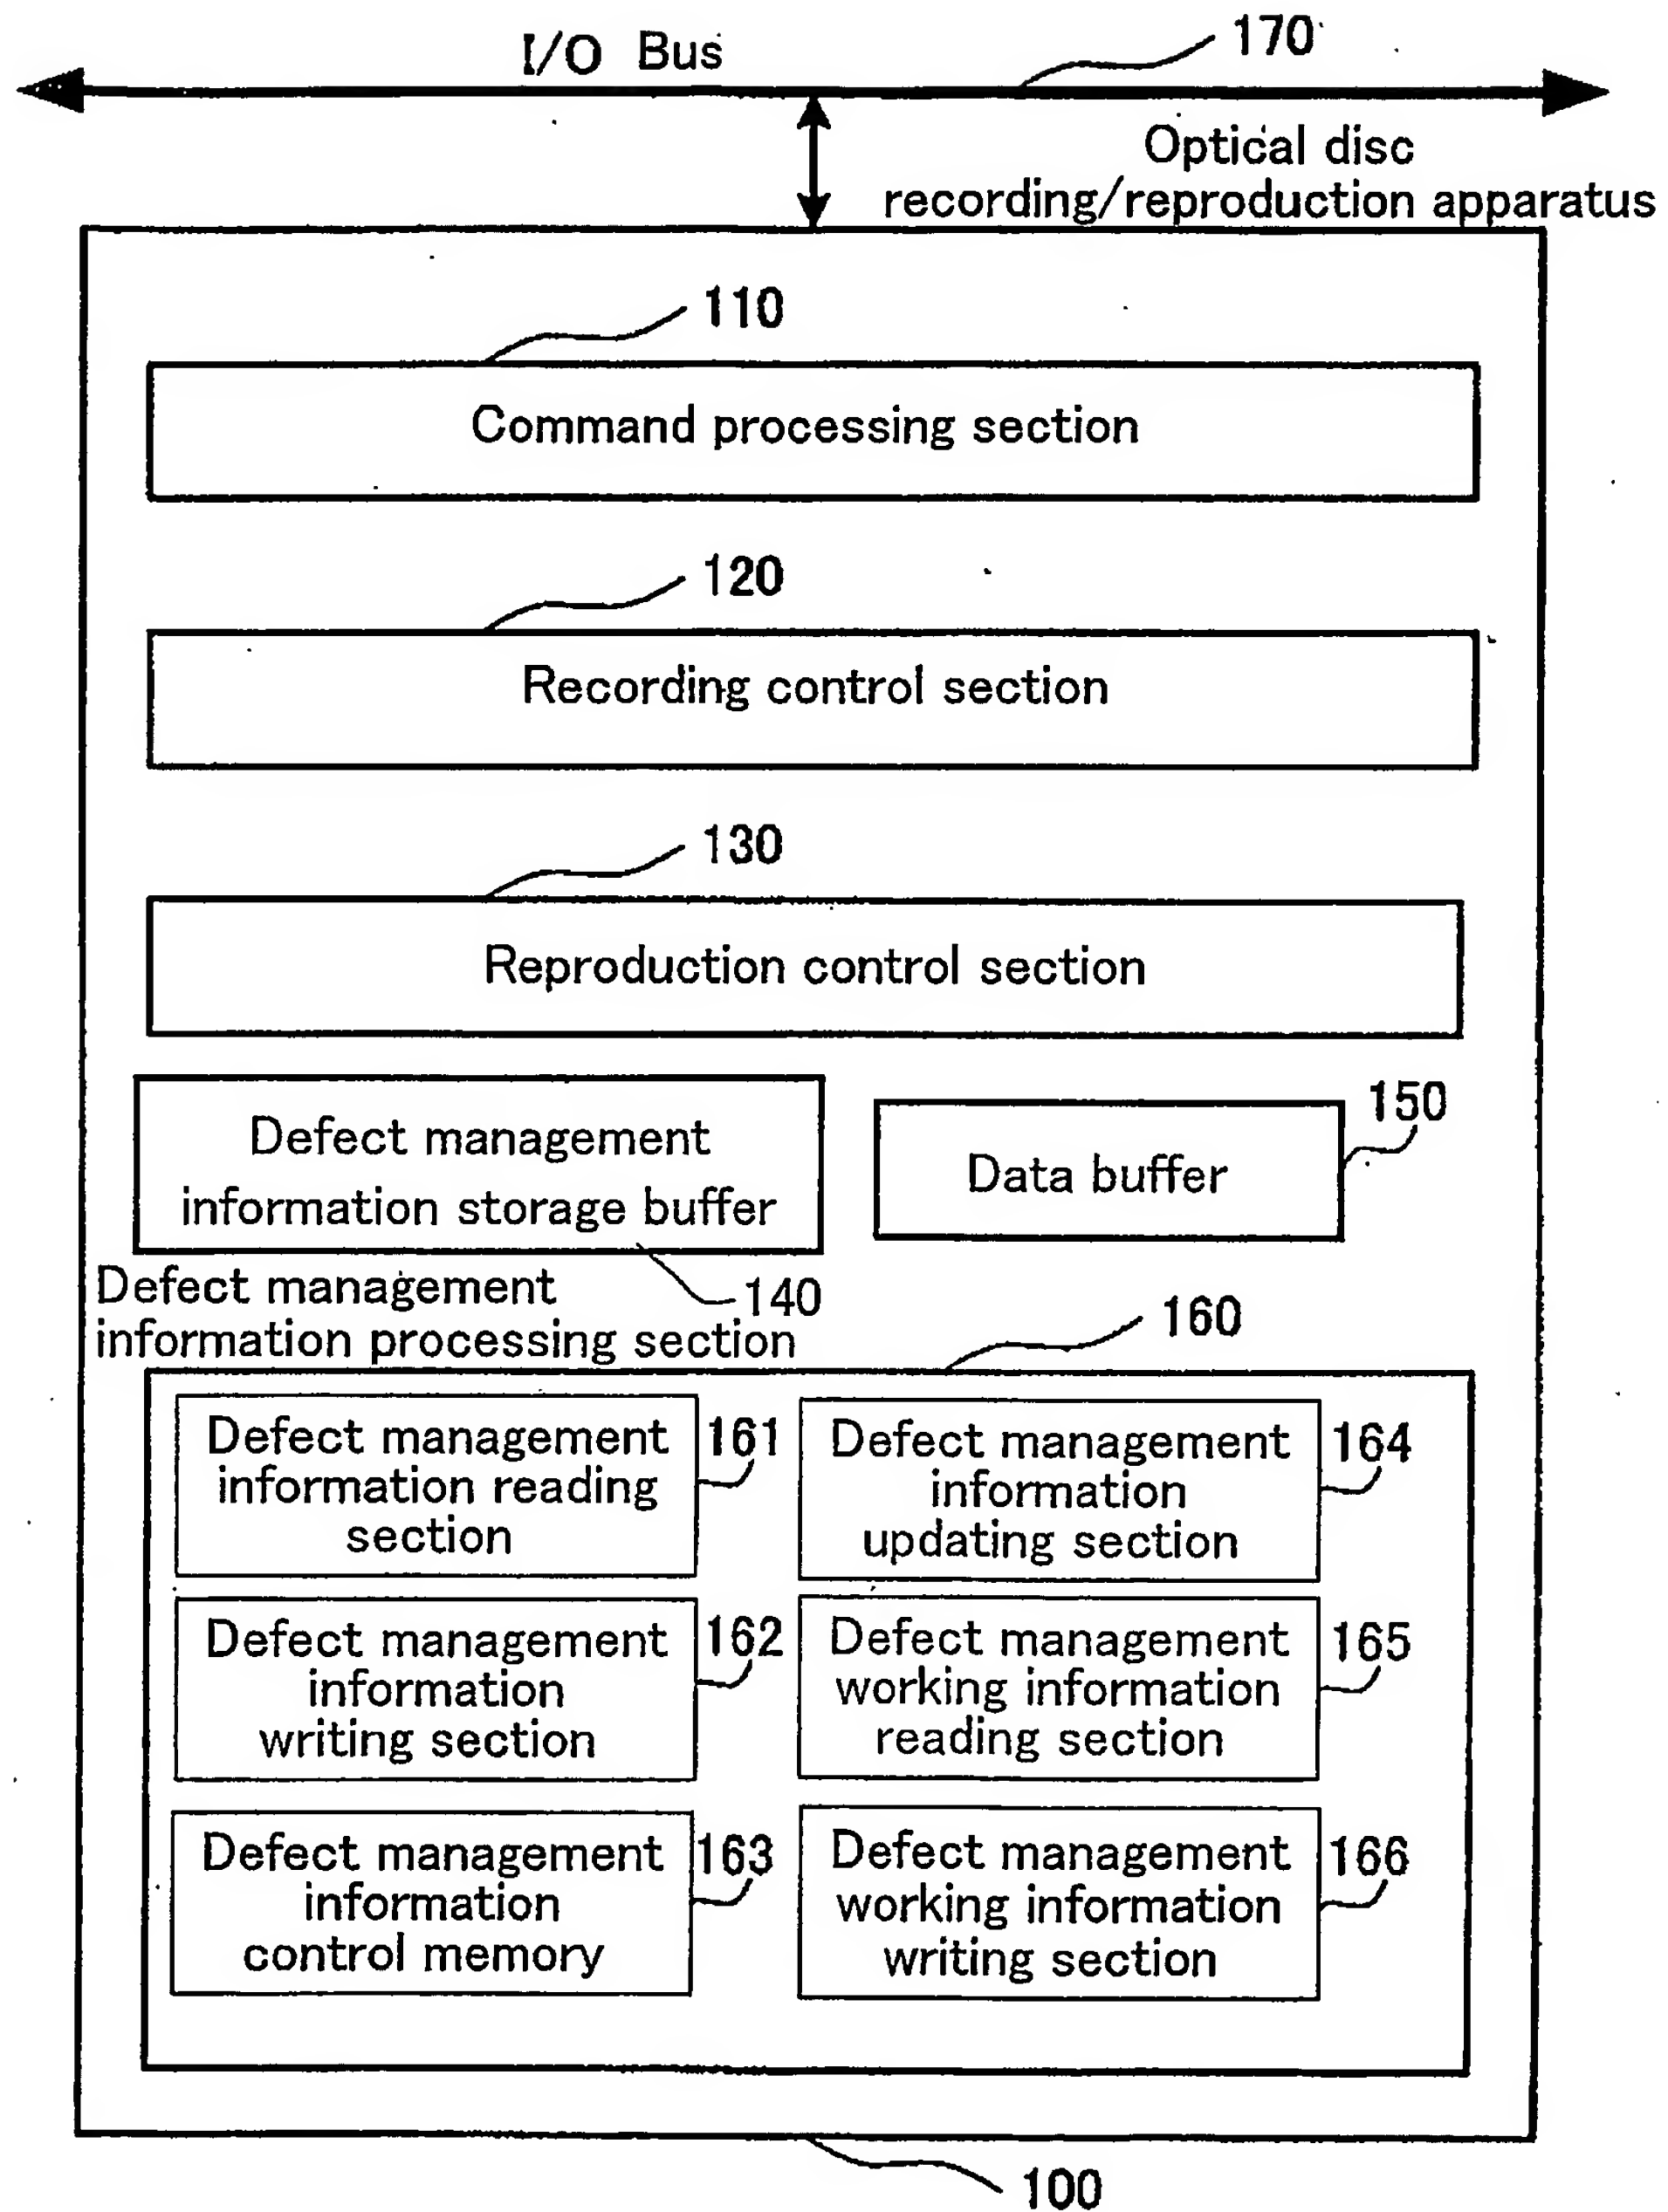 I/O Bus
170
Optical disc
recording/reproduction apparatus
110
Command processing section
120
Recording control section
130
Reproduction control section
Defect management
information storage buffer
150
Data buffer
140
Defect management
information processing section
160
Defect management
information reading
section
161
Defect management
information
updating section
164
Defect management
information
writing section
162
Defect management
working information
reading section
165
Defect management
information
control memory
163
Defect management
working information
writing section
166
100